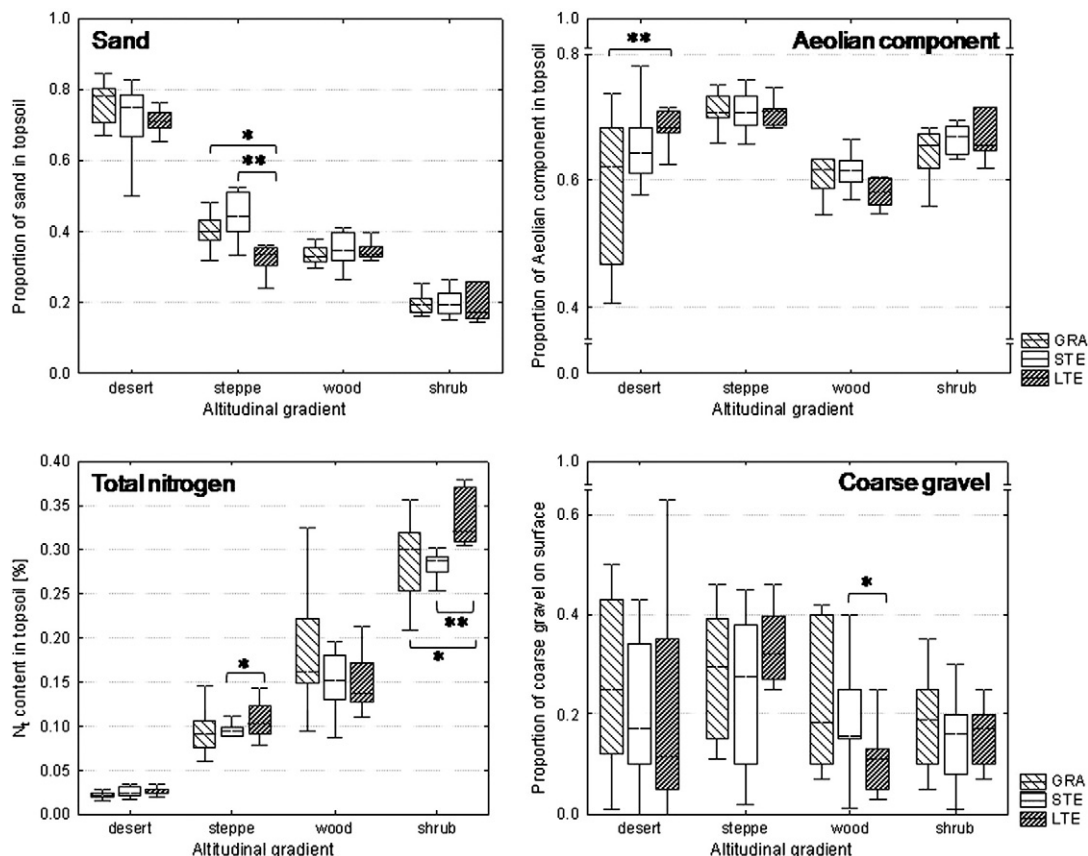 Sand
Proportion of sand in topsoil
1.0
0.8
0.6
0.4
0.2
0.0
*
**
desert steppe wood shrub
Altitudinal gradient
Aeolian component
Proportion of Aeolian component in topsoil
1.0
0.8
0.6
0.4
0.0
**
desert steppe wood shrub
Altitudinal gradient
GRA
STE
LTE
Total nitrogen
Nt content in topsoil [%]
0.40
0.35
0.30
0.25
0.20
0.15
0.10
0.05
0.00
*
**
*
desert steppe wood shrub
Altitudinal gradient
Coarse gravel
Proportion of coarse gravel on surface
1.0
0.6
0.4
0.2
0.0
*
desert steppe wood shrub
Altitudinal gradient
GRA
STE
LTE